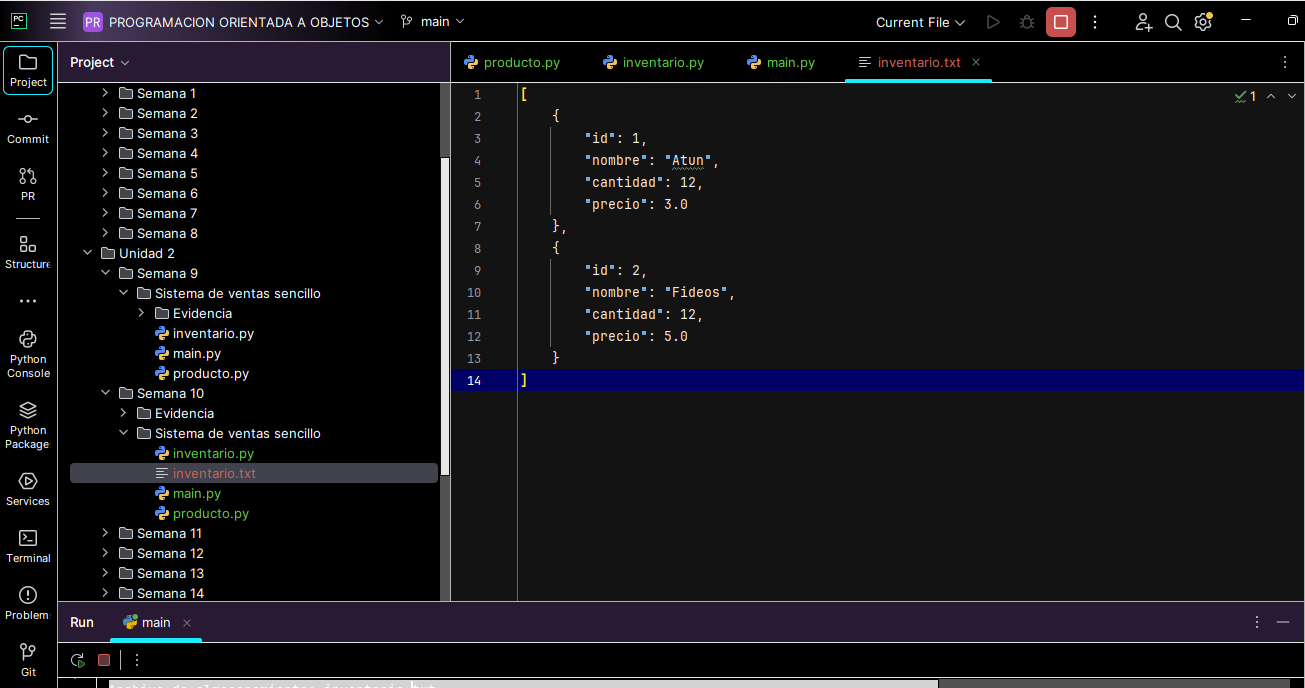 PC PR PROGRAMACION ORIENTADA A OBJETOS main Current File
Project
Commit
PR
Structure
Python
Console
Python
Package
Services
Terminal
Problem
Git
Project
Semana 1
Semana 2
Semana 3
Semana 4
Semana 5
Semana 6
Semana 7
Semana 8
Unidad 2
Semana 9
Sistema de ventas sencillo
Evidencia
inventario.py
main.py
producto.py
Semana 10
Evidencia
Sistema de ventas sencillo
inventario.py
inventario.txt
main.py
producto.py
Semana 11
Semana 12
Semana 13
Semana 14
producto.py inventario.py main.py inventario.txt
1
1 [
2 {
3 "id": 1,
4 "nombre": "Atun",
5 "cantidad": 12,
6 "precio": 3.0
7 },
8 {
9 "id": 2,
10 "nombre": "Fideos",
11 "cantidad": 12,
12 "precio": 5.0
13 }
14 ]
Run main